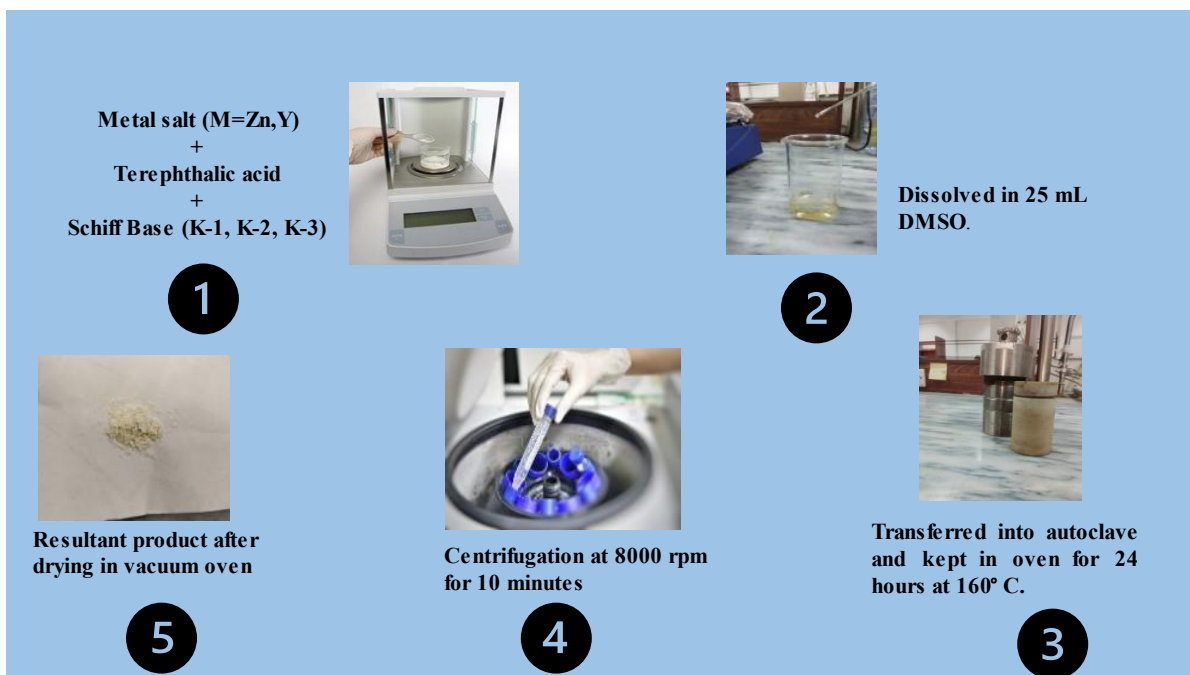 Metal salt (M=Zn,Y)
+
Terephthalic acid
+
Schiff Base (K-1, K-2, K-3)
1
Dissolved in 25 mL
DMSO.
2
Transferred into autoclave
and kept in oven for 24
hours at 160° C.
3
Centrifugation at 8000 rpm
for 10 minutes
4
Resultant product after
drying in vacuum oven
5